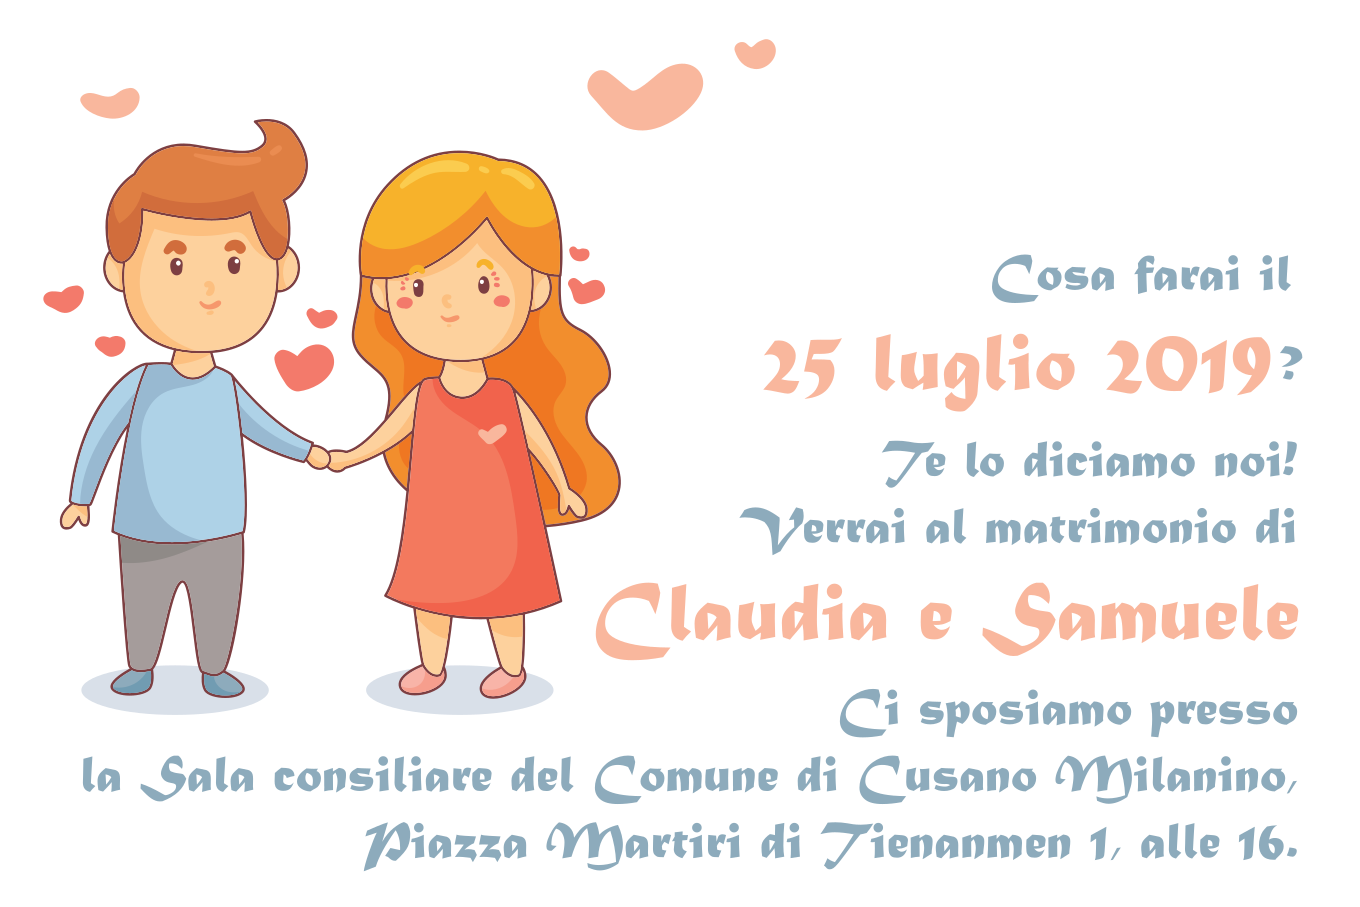 Cosa farai il
25 luglio 2019?
Te lo diciamo noi!
Verrai al matrimonio di
Claudia e Samuele
Ci sposiamo presso
la Sala consiliare del Comune di Cusano Milanino,
Piazza Martiri di Tienanmen 1, alle 16.